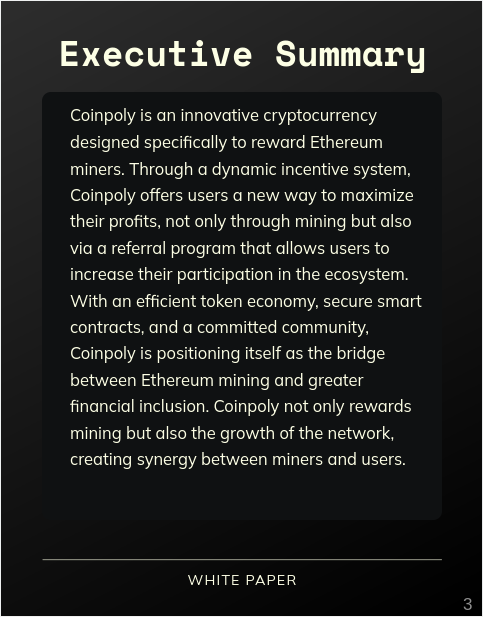 Executive Summary
Coinpoly is an innovative cryptocurrency
designed specifically to reward Ethereum
miners. Through a dynamic incentive system,
Coinpoly offers users a new way to maximize
their profits, not only through mining but also
via a referral program that allows users to
increase their participation in the ecosystem.
With an efficient token economy, secure smart
contracts, and a committed community,
Coinpoly is positioning itself as the bridge
between Ethereum mining and greater
financial inclusion. Coinpoly not only rewards
mining but also the growth of the network,
creating synergy between miners and users.
WHITE PAPER
3